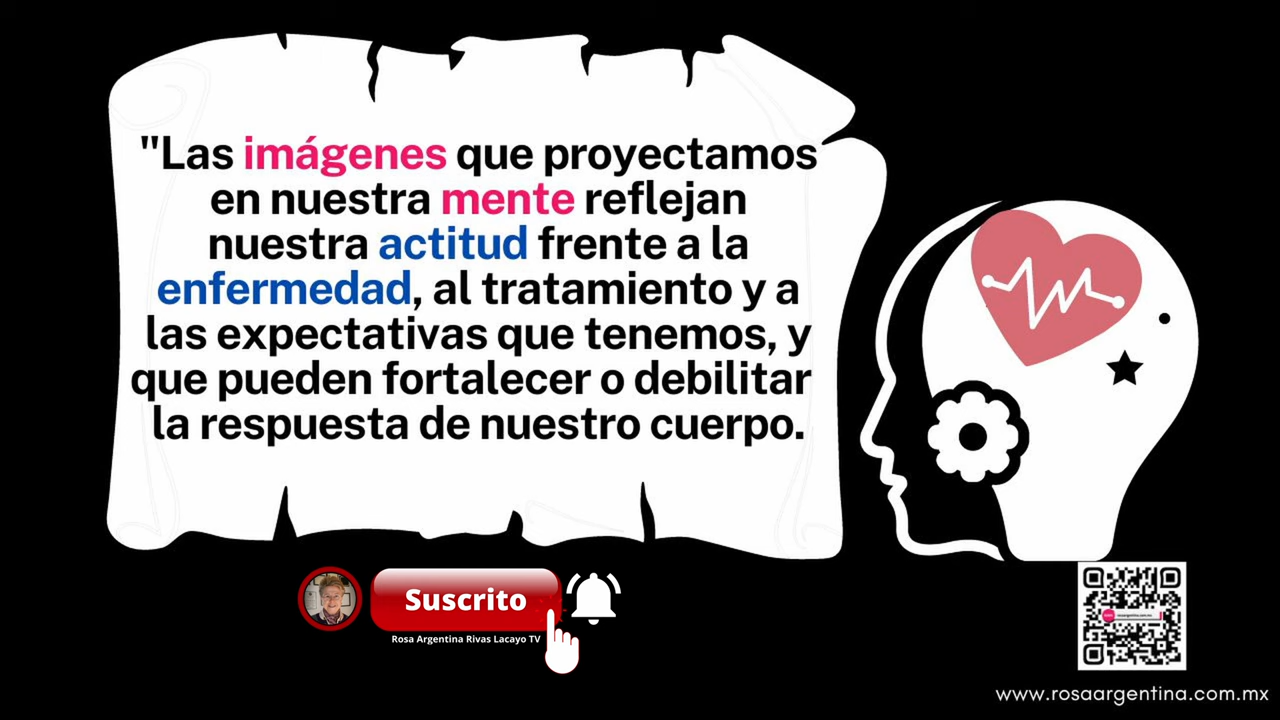 "Las imágenes que proyectamos
en nuestra mente reflejan
nuestra actitud frente a la
enfermedad, al tratamiento y a
las expectativas que tenemos, y
que pueden fortalecer o debilitar
la respuesta de nuestro cuerpo.
Suscrito
Rosa Argentina Rivas Lacayo TV
www.rosaargentina.com.mx